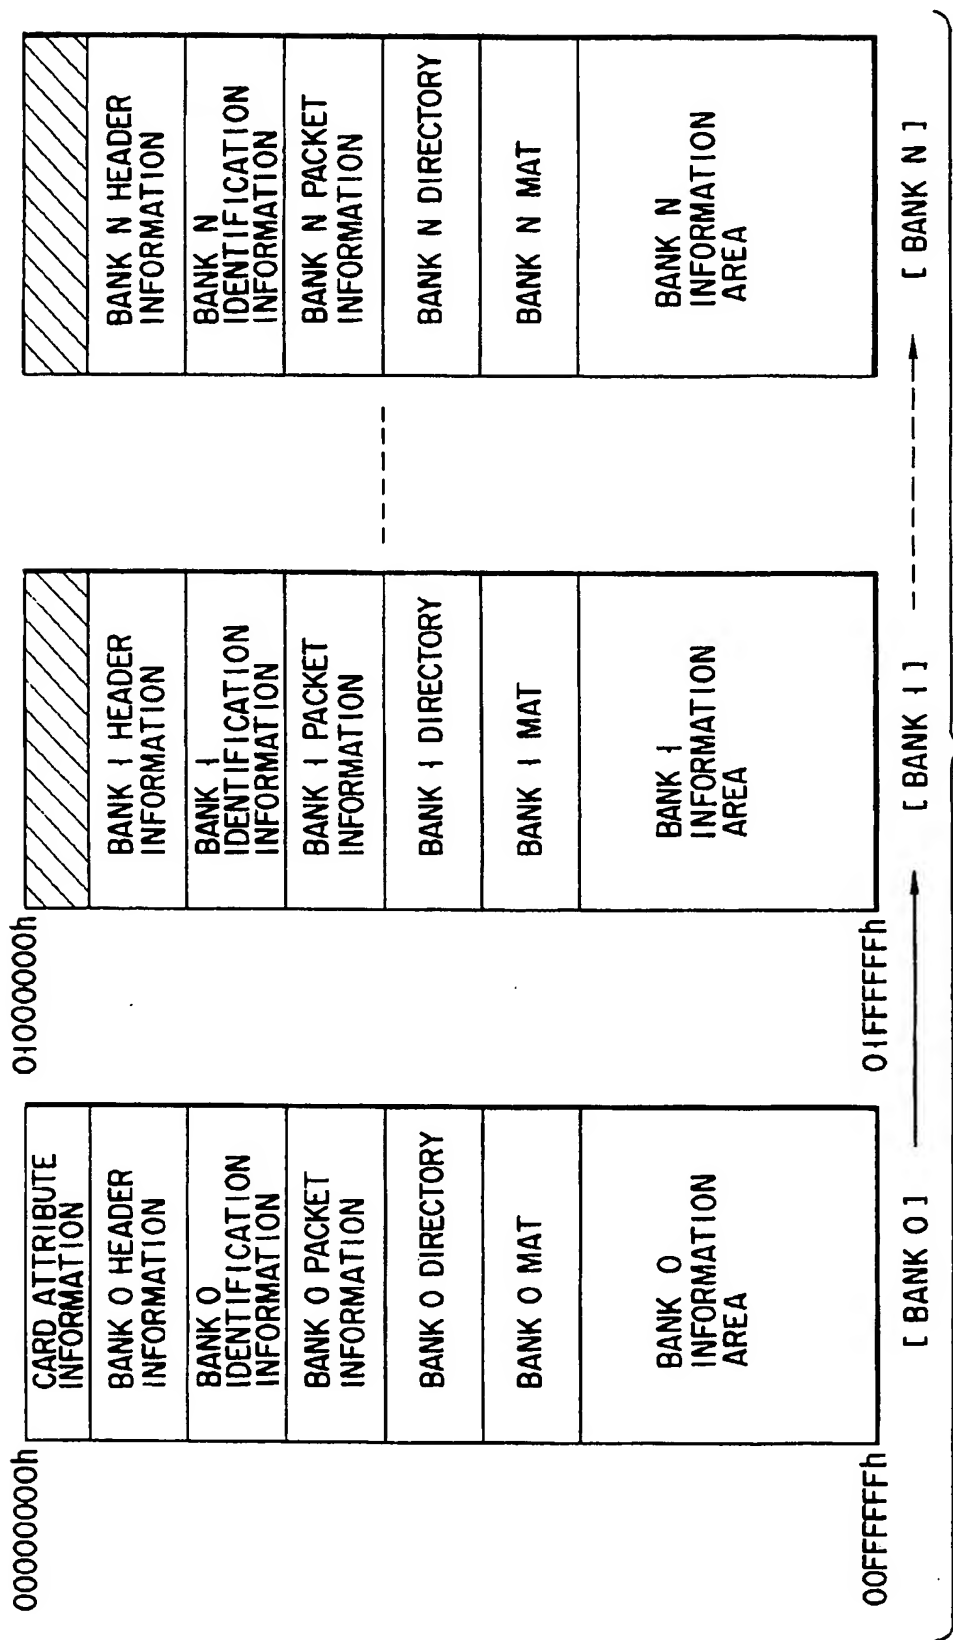 00000000h
CARD ATTRIBUTE
INFORMATION
BANK 0 HEADER
INFORMATION
BANK 0
IDENTIFICATION
INFORMATION
BANK 0 PACKET
INFORMATION
BANK 0 DIRECTORY
BANK 0 MAT
BANK 0
INFORMATION
AREA
00FFFFFFh
[ BANK 0 ]
01000000h
BANK 1 HEADER
INFORMATION
BANK 1
IDENTIFICATION
INFORMATION
BANK 1 PACKET
INFORMATION
BANK 1 DIRECTORY
BANK 1 MAT
BANK 1
INFORMATION
AREA
01FFFFFFh
[ BANK 1 ]
BANK N HEADER
INFORMATION
BANK N
IDENTIFICATION
INFORMATION
BANK N PACKET
INFORMATION
BANK N DIRECTORY
BANK N MAT
BANK N
INFORMATION
AREA
[ BANK N ]